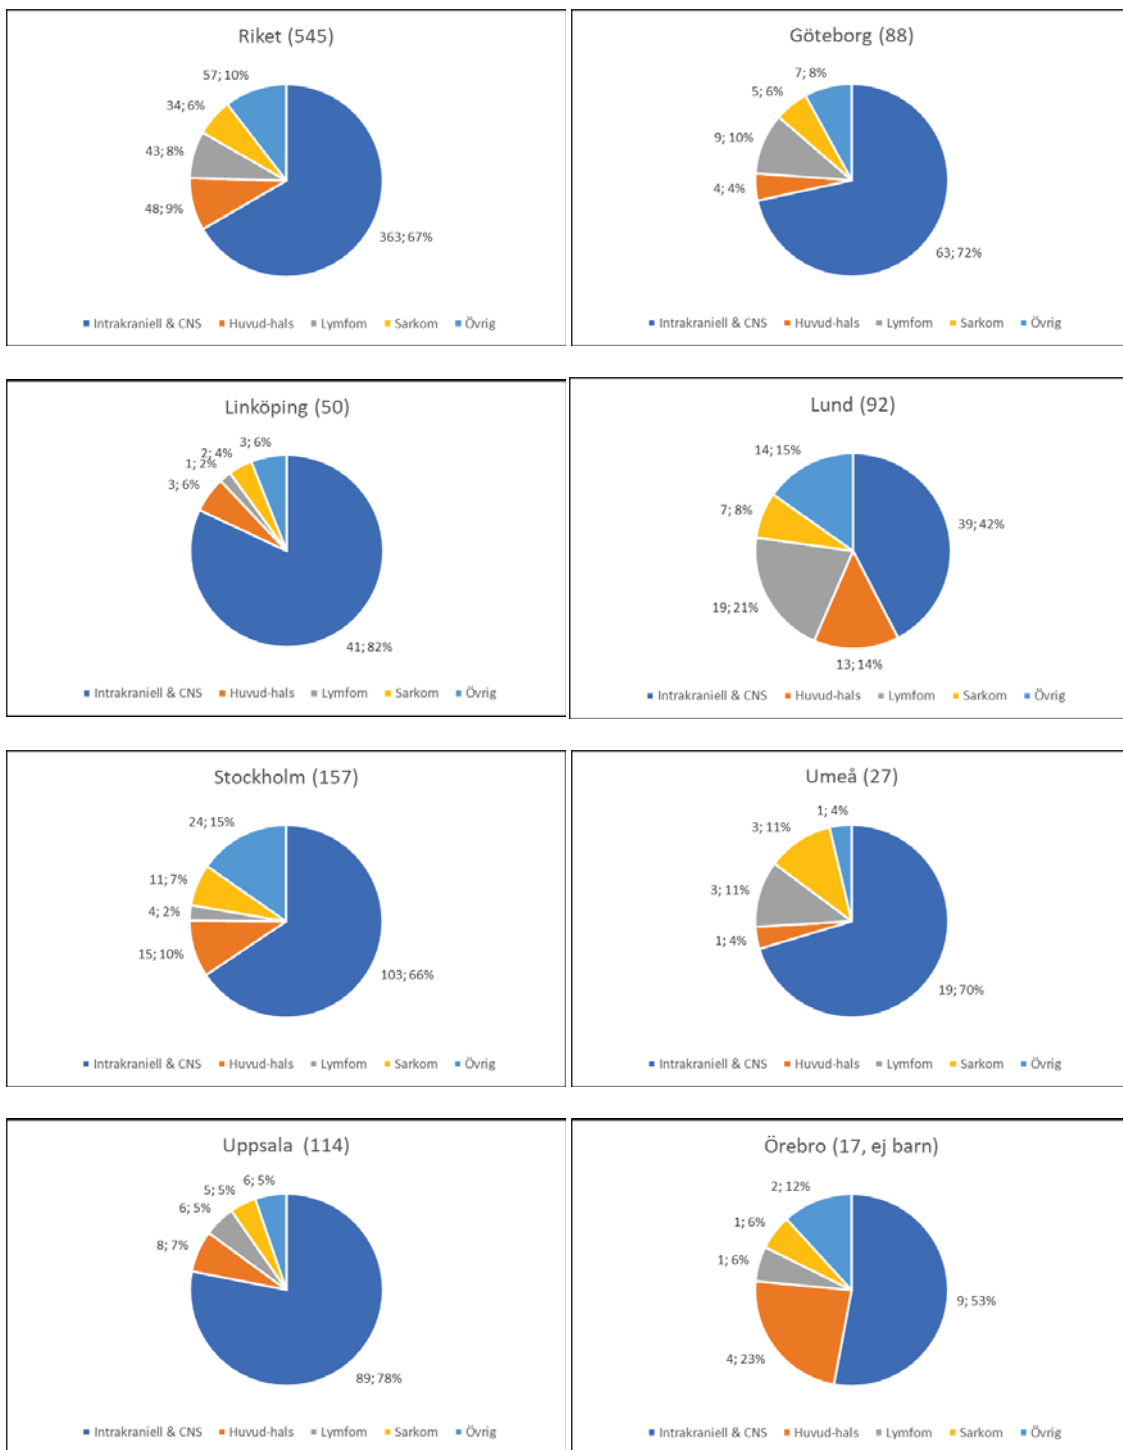 Riket (545)
57; 10%
34; 6%
43; 8%
48; 9%
363; 67%
Intrakraniell & CNS Huvud-hals Lymfom Sarkom Övrig
Göteborg (88)
7; 8%
5; 6%
9; 10%
4; 4%
63; 72%
Intrakraniell & CNS Huvud-hals Lymfom Sarkom Övrig
Linköping (50)
3; 6%
2; 4%
1; 2%
3; 6%
41; 82%
Intrakraniell & CNS Huvud-hals Lymfom Sarkom Övrig
Lund (92)
14; 15%
7; 8%
39; 42%
19; 21%
13; 14%
Intrakraniell & CNS Huvud-hals Lymfom Sarkom Övrig
Stockholm (157)
24; 15%
11; 7%
4; 2%
15; 10%
103; 66%
Intrakraniell & CNS Huvud-hals Lymfom Sarkom Övrig
Umeå (27)
1; 4%
3; 11%
3; 11%
1; 4%
19; 70%
Intrakraniell & CNS Huvud-hals Lymfom Sarkom Övrig
Uppsala (114)
6; 5%
5; 5%
6; 5%
8; 7%
89; 78%
Intrakraniell & CNS Huvud-hals Lymfom Sarkom Övrig
Örebro (17, ej barn)
2; 12%
1; 6%
1; 6%
9; 53%
4; 23%
Intrakraniell & CNS Huvud-hals Lymfom Sarkom Övrig